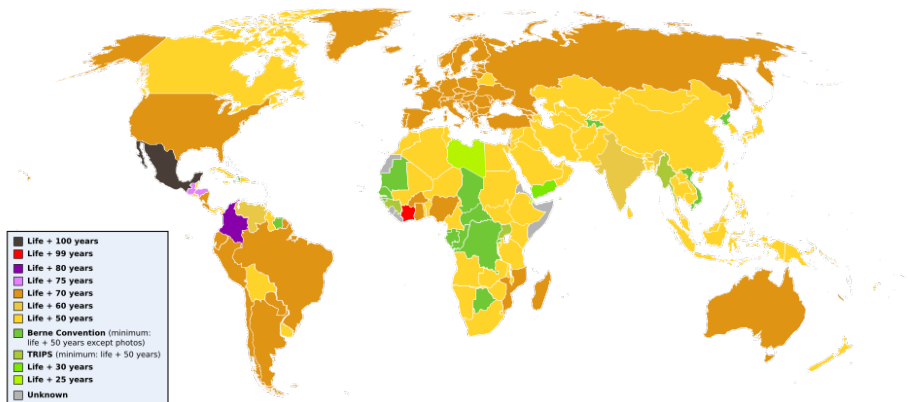 Life + 100 years
Life + 99 years
Life + 80 years
Life + 75 years
Life + 70 years
Life + 60 years
Life + 50 years
Berne Convention (minimum:
life + 50 years except photos)
TRIPS (minimum: life + 50 years)
Life + 30 years
Life + 25 years
Unknown